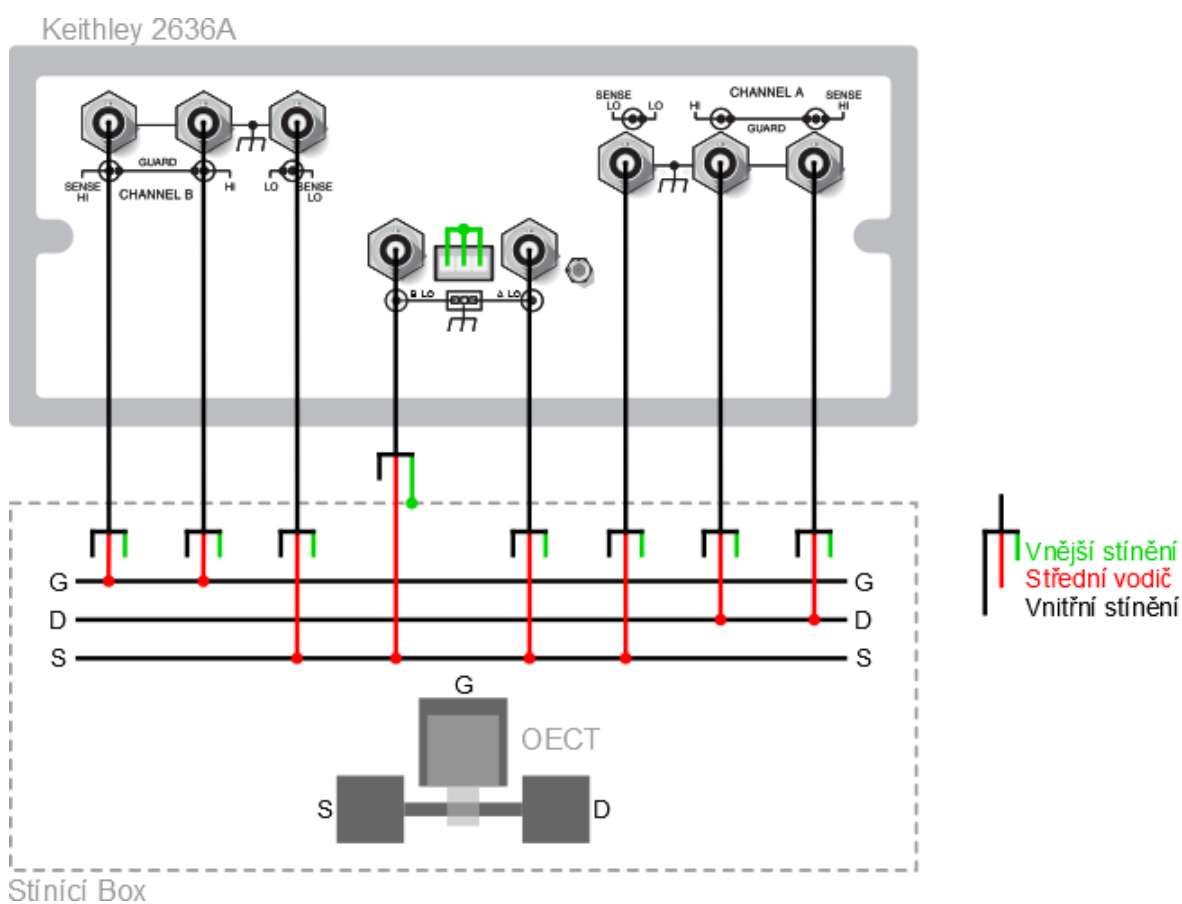 Keithley 2636A
SENSE
LO LO HI CHANNEL A SENSE
HI
GUARD
GUARD
SENSE
HI CHANNEL B HI LO SENSE
LO
B LO A LO
Vnější stínění
Střední vodič
Vnitřní stínění
G G
D D
S S
G
OECT
S D
Stínící Box